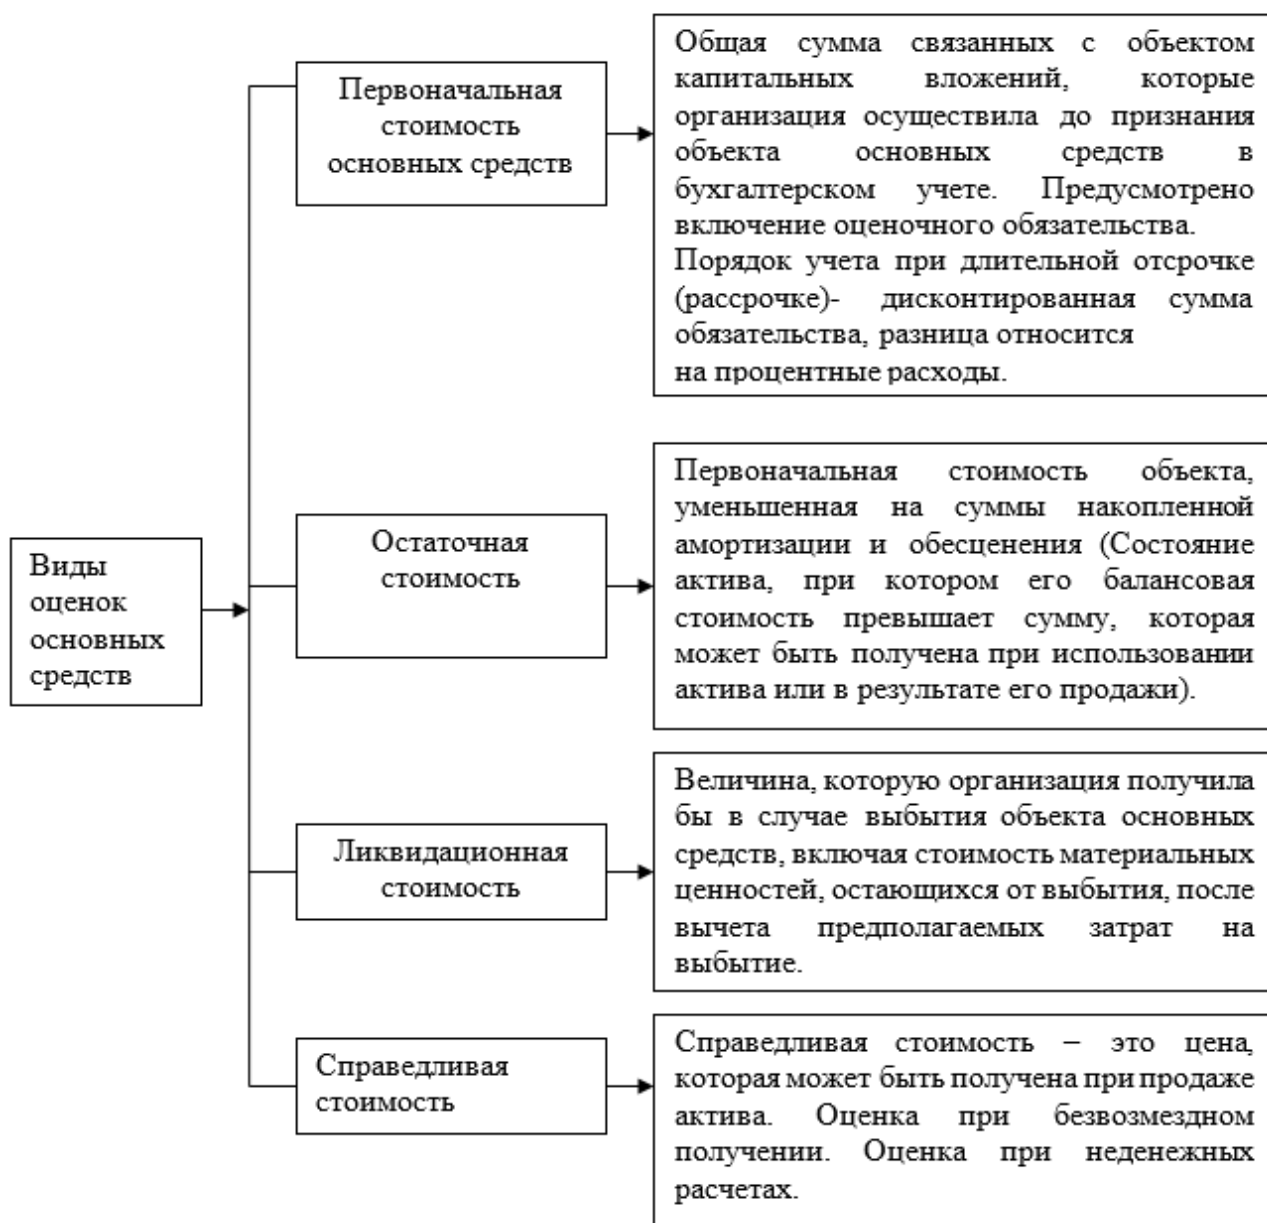 Виды
оценок
основных
средств
Первоначальная
стоимость
основных средств
Общая сумма связанных с объектом
капитальных вложений, которые
организация осуществила до признания
объекта основных средств в
бухгалтерском учете. Предусмотрено
включение оценочного обязательства.
Порядок учета при длительной отсрочке
(рассрочке)- дисконтированная сумма
обязательства, разница относится
на процентные расходы.
Остаточная
стоимость
Первоначальная стоимость объекта,
уменьшенная на суммы накопленной
амортизации и обесценения (Состояние
актива, при котором его балансовая
стоимость превышает сумму, которая
может быть получена при использовании
актива или в результате его продажи).
Ликвидационная
стоимость
Величина, которую организация получила
бы в случае выбытия объекта основных
средств, включая стоимость материальных
ценностей, остающихся от выбытия, после
вычета предполагаемых затрат на
выбытие.
Справедливая
стоимость
Справедливая стоимость – это цена,
которая может быть получена при продаже
актива. Оценка при безвозмездном
получении. Оценка при неденежных
расчетах.